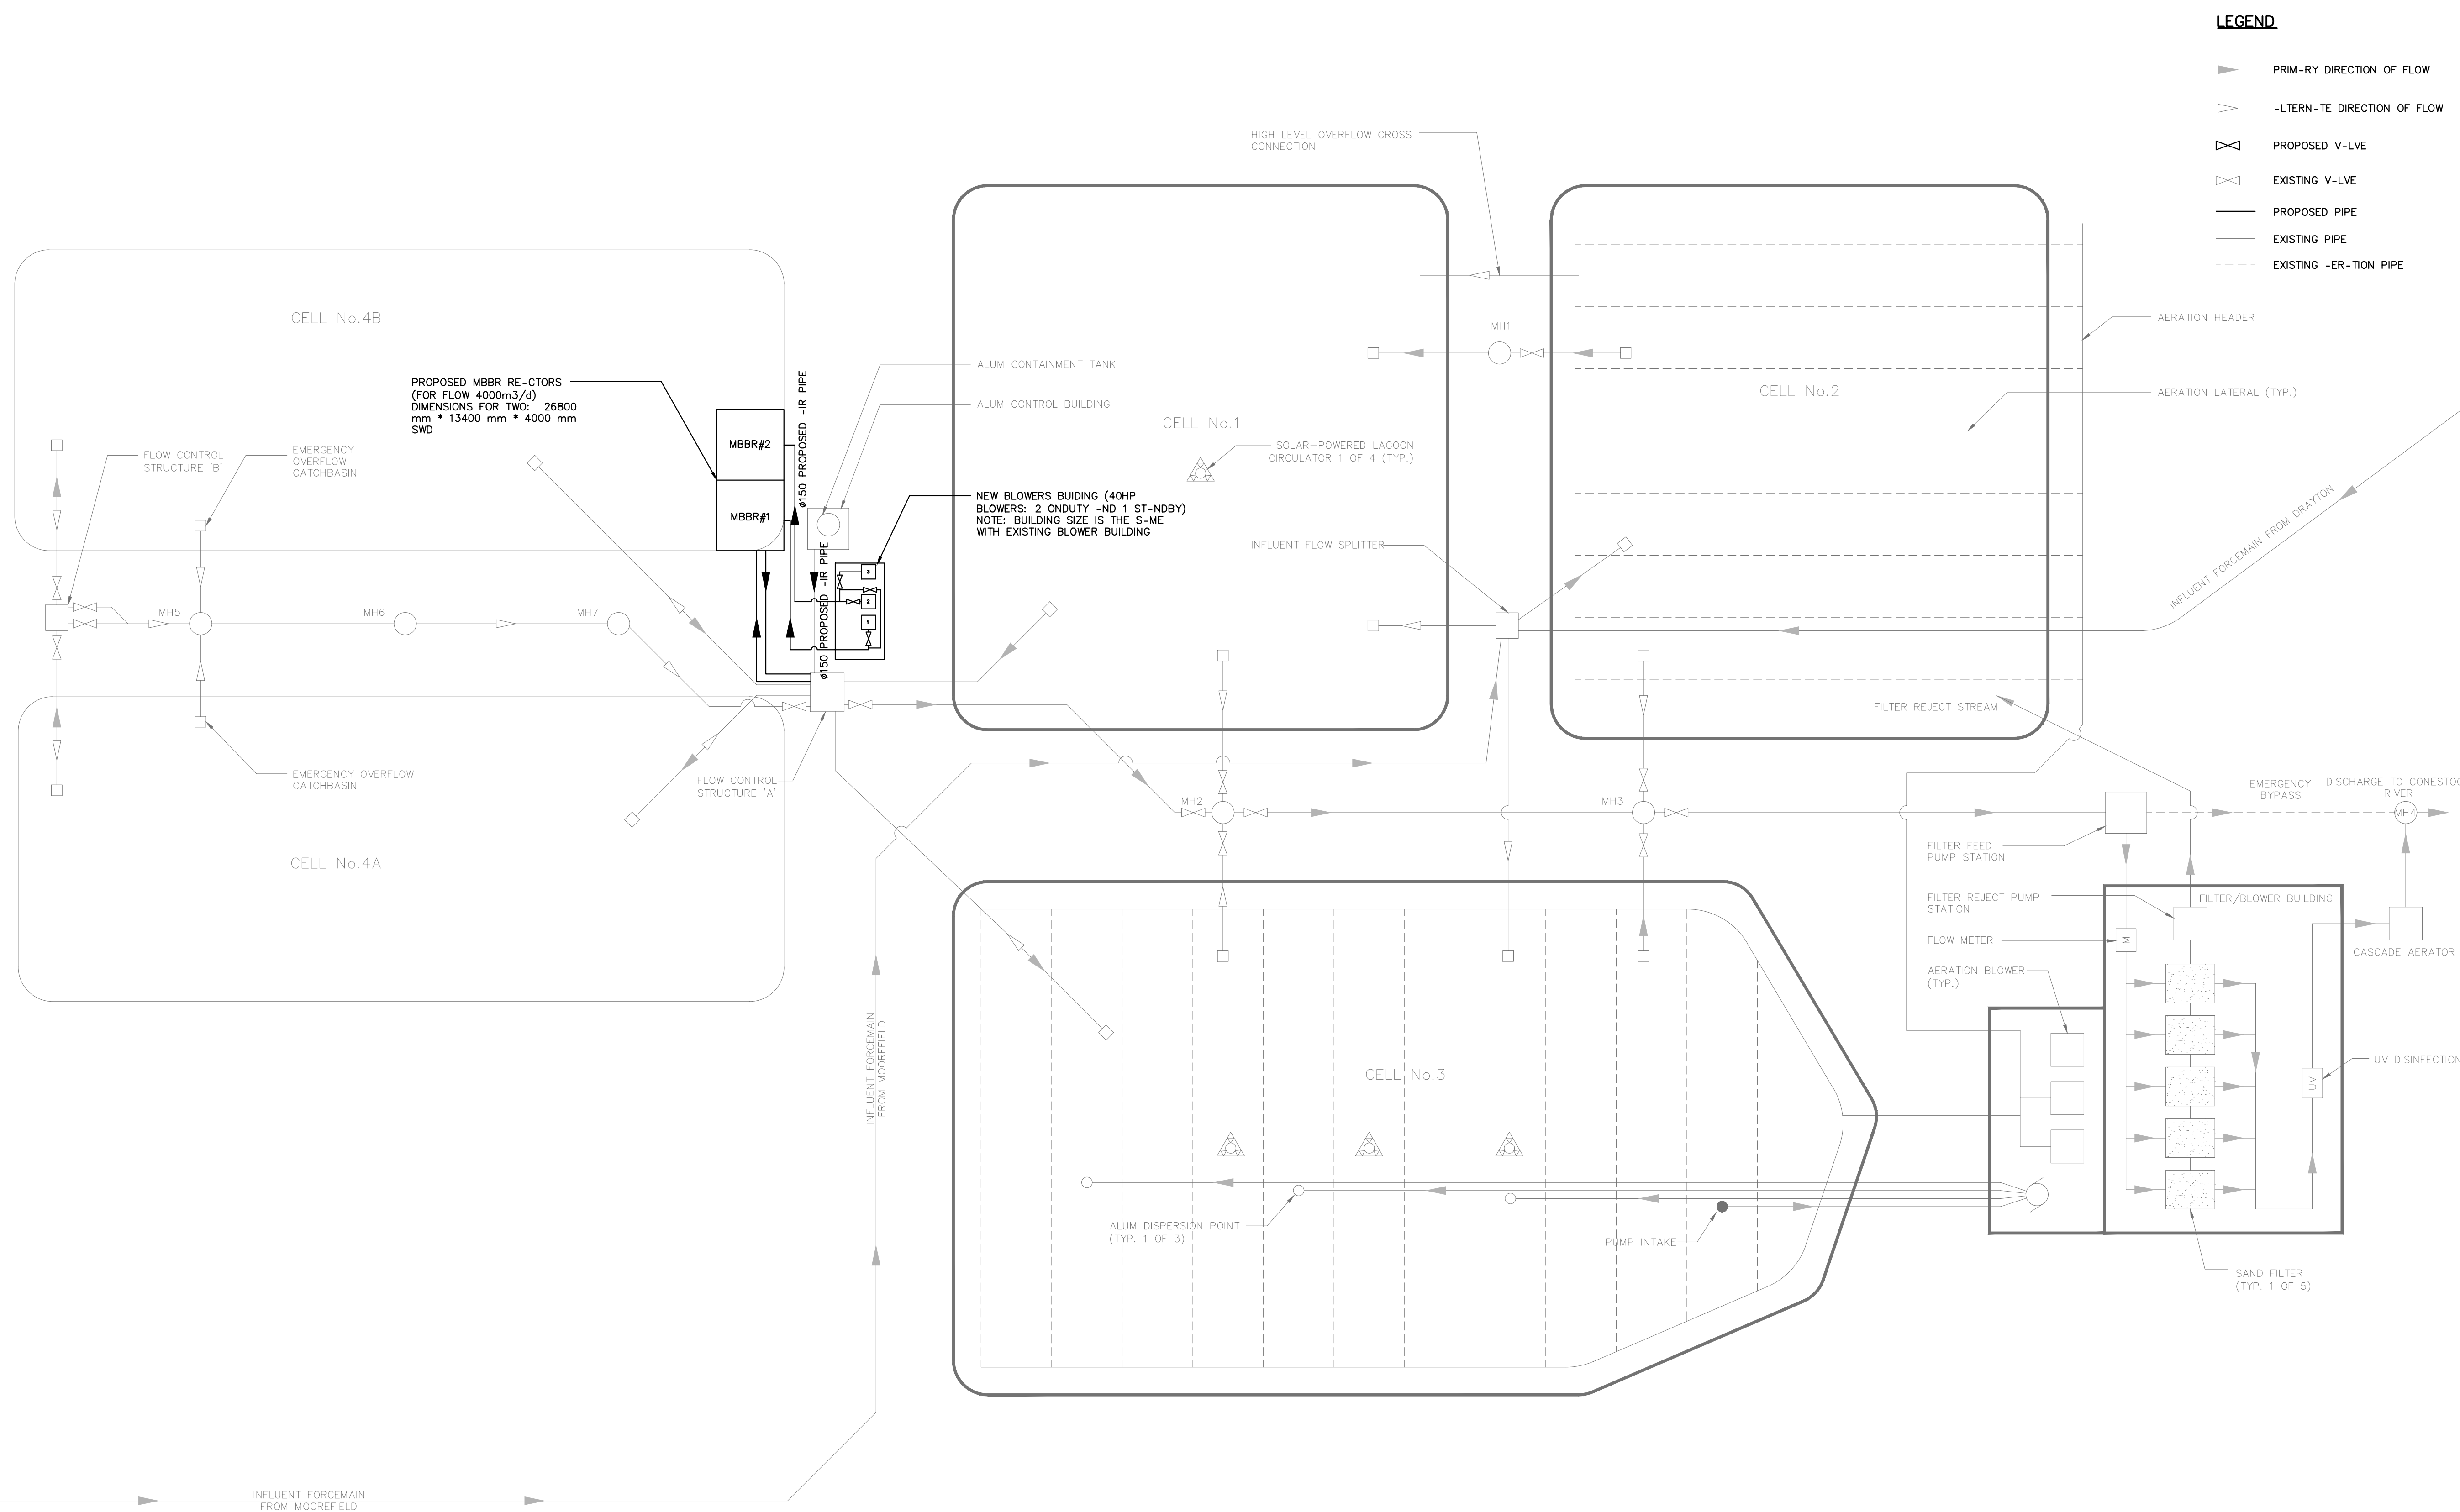 LEGEND
PRIM-RY DIRECTION OF FLOW
-LTERN-TE DIRECTION OF FLOW
PROPOSED V-LVE
EXISTING V-LVE
PROPOSED PIPE
EXISTING PIPE
EXISTING -ER-TION PIPE
HIGH LEVEL OVERFLOW CROSS
CONNECTION
CELL No.4B
PROPOSED MBBR RE-CTORS
(FOR FLOW 4000m3/d)
DIMENSIONS FOR TWO: 26800
mm * 13400 mm * 4000 mm
SWD
MBBR#2
MBBR#1
ø150 PROPOSED -IR PIPE
ø150 PROPOSED -IR PIPE
ALUM CONTAINMENT TANK
ALUM CONTROL BUILDING
CELL No.1
SOLAR-POWERED LAGOON
CIRCULATOR 1 OF 4 (TYP.)
NEW BLOWERS BUIDING (40HP
BLOWERS: 2 ONDUTY -ND 1 ST-NDBY)
NOTE: BUILDING SIZE IS THE S-ME
WITH EXISTING BLOWER BUILDING
3
2
1
MH1
CELL No.2
AERATION HEADER
AERATION LATERAL (TYP.)
INFLUENT FLOW SPLITTER
INFLUENT FORCEMAIN FROM DRAYTON
FILTER REJECT STREAM
FLOW CONTROL
STRUCTURE 'B'
EMERGENCY
OVERFLOW
CATCHBASIN
MH5
MH6
MH7
EMERGENCY OVERFLOW
CATCHBASIN
FLOW CONTROL
STRUCTURE 'A'
CELL No.4A
MH2
MH3
EMERGENCY
BYPASS
DISCHARGE TO CONESTOG
RIVER
MH4
FILTER FEED
PUMP STATION
FILTER REJECT PUMP
STATION
FILTER/BLOWER BUILDING
FLOW METER
M
CASCADE AERATOR
AERATION BLOWER
(TYP.)
UV
UV DISINFECTION
INFLUENT FORCEMAIN
FROM MOOREFIELD
CELL No.3
ALUM DISPERSION POINT
(TYP. 1 OF 3)
PUMP INTAKE
SAND FILTER
(TYP. 1 OF 5)
INFLUENT FORCEMAIN
FROM MOOREFIELD